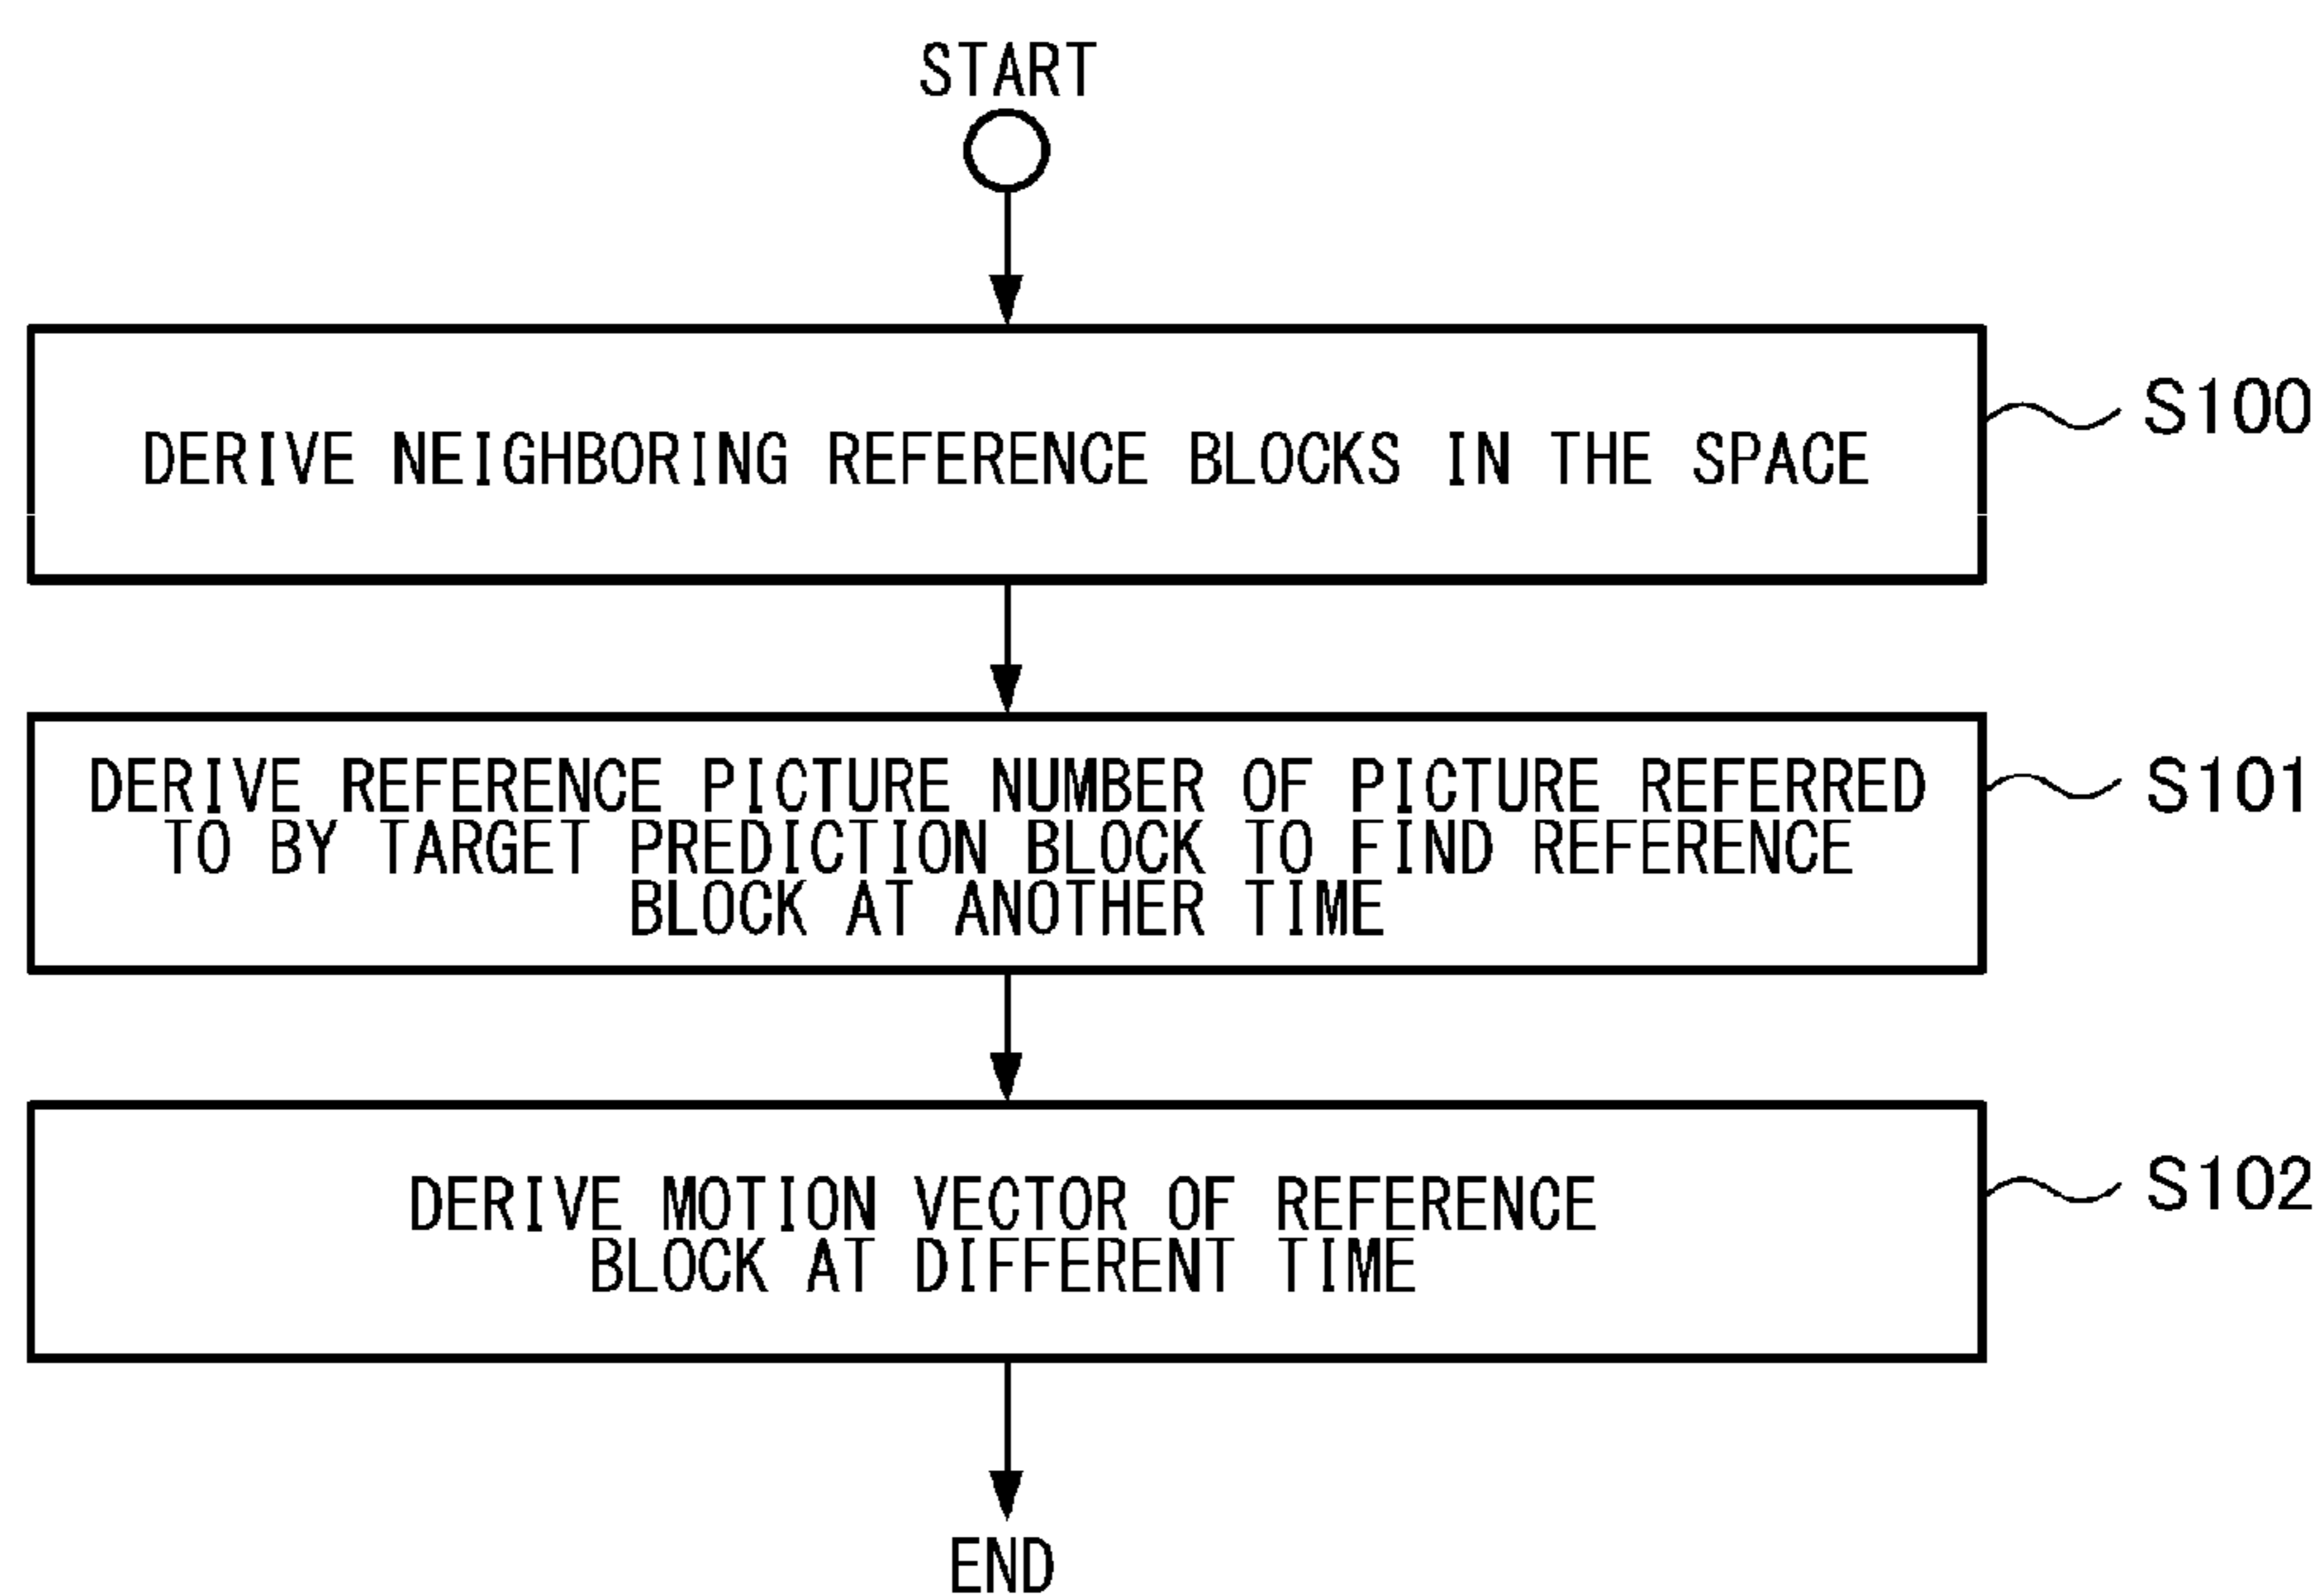 START
DERIVE NEIGHBORING REFERENCE BLOCKS IN THE SPACE
S100
DERIVE REFERENCE PICTURE NUMBER OF PICTURE REFERRED
TO BY TARGET PREDICTION BLOCK TO FIND REFERENCE
BLOCK AT ANOTHER TIME
S101
DERIVE MOTION VECTOR OF REFERENCE
BLOCK AT DIFFERENT TIME
S102
END